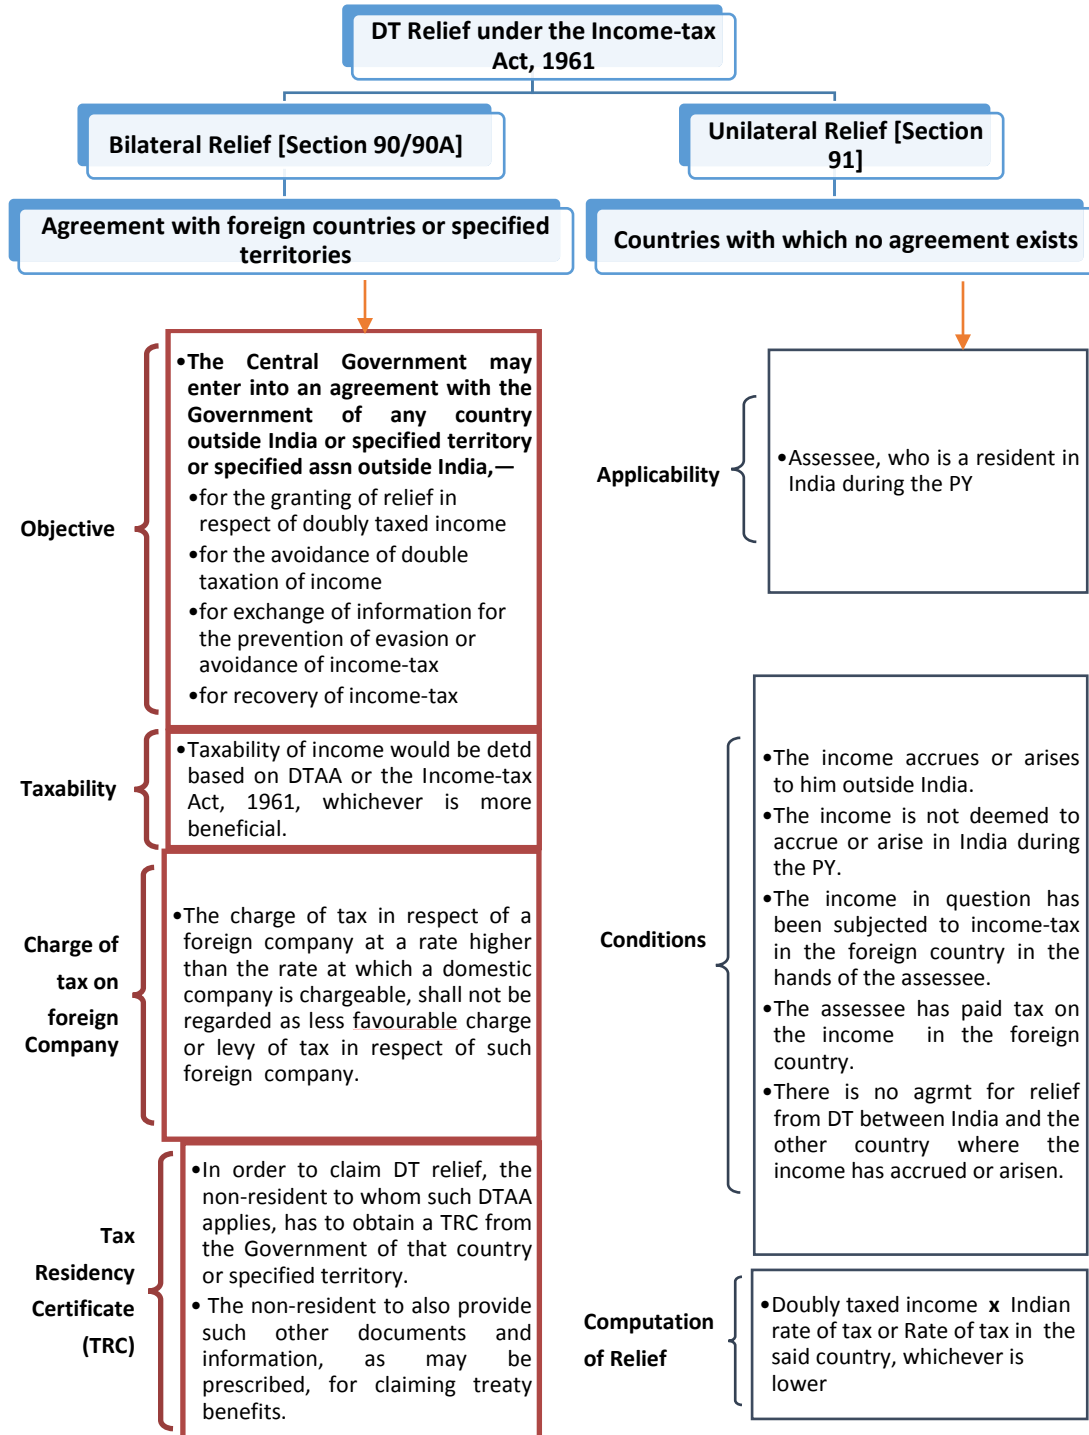 DT Relief under the Income-tax
Act, 1961
Bilateral Relief [Section 90/90A]
Agreement with foreign countries or specified
territories
Objective
•The Central Government may
enter into an agreement with the
Government of any country
outside India or specified territory
or specified assn outside India,—
•for the granting of relief in
respect of doubly taxed income
•for the avoidance of double
taxation of income
•for exchange of information for
the prevention of evasion or
avoidance of income-tax
•for recovery of income-tax
Taxability
•Taxability of income would be detd
based on DTAA or the Income-tax
Act, 1961, whichever is more
beneficial.
Charge of
tax on
foreign
Company
•The charge of tax in respect of a
foreign company at a rate higher
than the rate at which a domestic
company is chargeable, shall not be
regarded as less favourable charge
or levy of tax in respect of such
foreign company.
Tax
Residency
Certificate
(TRC)
•In order to claim DT relief, the
non-resident to whom such DTAA
applies, has to obtain a TRC from
the Government of that country
or specified territory.
• The non-resident to also provide
such other documents and
information, as may be
prescribed, for claiming treaty
benefits.
Unilateral Relief [Section
91]
Countries with which no agreement exists
Applicability
•Assessee, who is a resident in
India during the PY
Conditions
•The income accrues or arises
to him outside India.
•The income is not deemed to
accrue or arise in India during
the PY.
•The income in question has
been subjected to income-tax
in the foreign country in the
hands of the assessee.
•The assessee has paid tax on
the income in the foreign
country.
•There is no agrmt for relief
from DT between India and the
other country where the
income has accrued or arisen.
Computation
of Relief
•Doubly taxed income x Indian
rate of tax or Rate of tax in the
said country, whichever is
lower